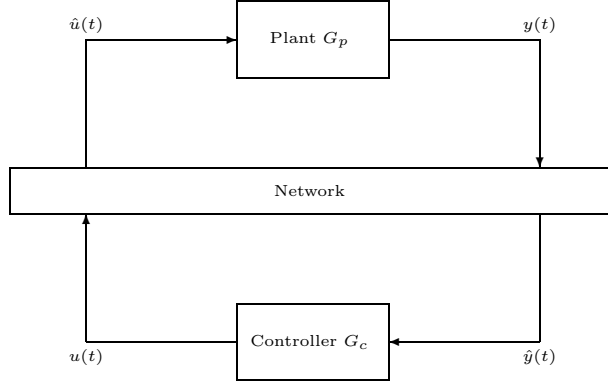 û(t)
Plant G_p
y(t)
Network
Controller G_c
u(t)
ŷ(t)